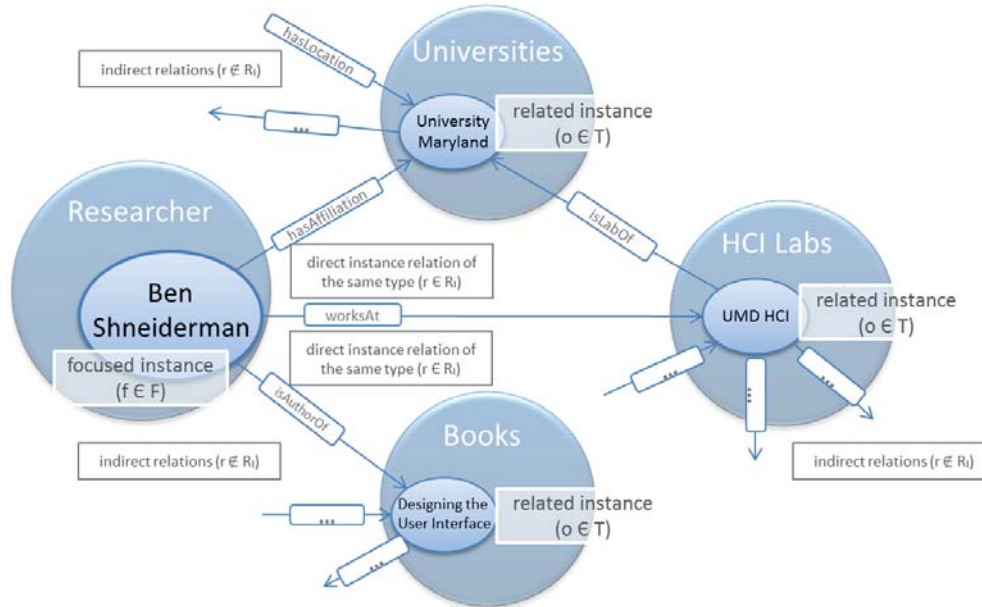 hasLocation
Universities
indirect relations (r ∉ Rᵢ)
...
University
Maryland
related instance
(o ∈ T)
Researcher
hasAffiliation
isLabOf
HCI Labs
direct instance relation of
the same type (r ∈ Rᵢ)
Ben
Shneiderman
worksAt
UMD HCI
related instance
(o ∈ T)
focused instance
(f ∈ F)
direct instance relation of
the same type (r ∈ Rᵢ)
isAuthorOf
...
...
...
Books
indirect relations (r ∉ Rᵢ)
indirect relations (r ∉ Rᵢ)
Designing the
User Interface
related instance
(o ∈ T)
...
...